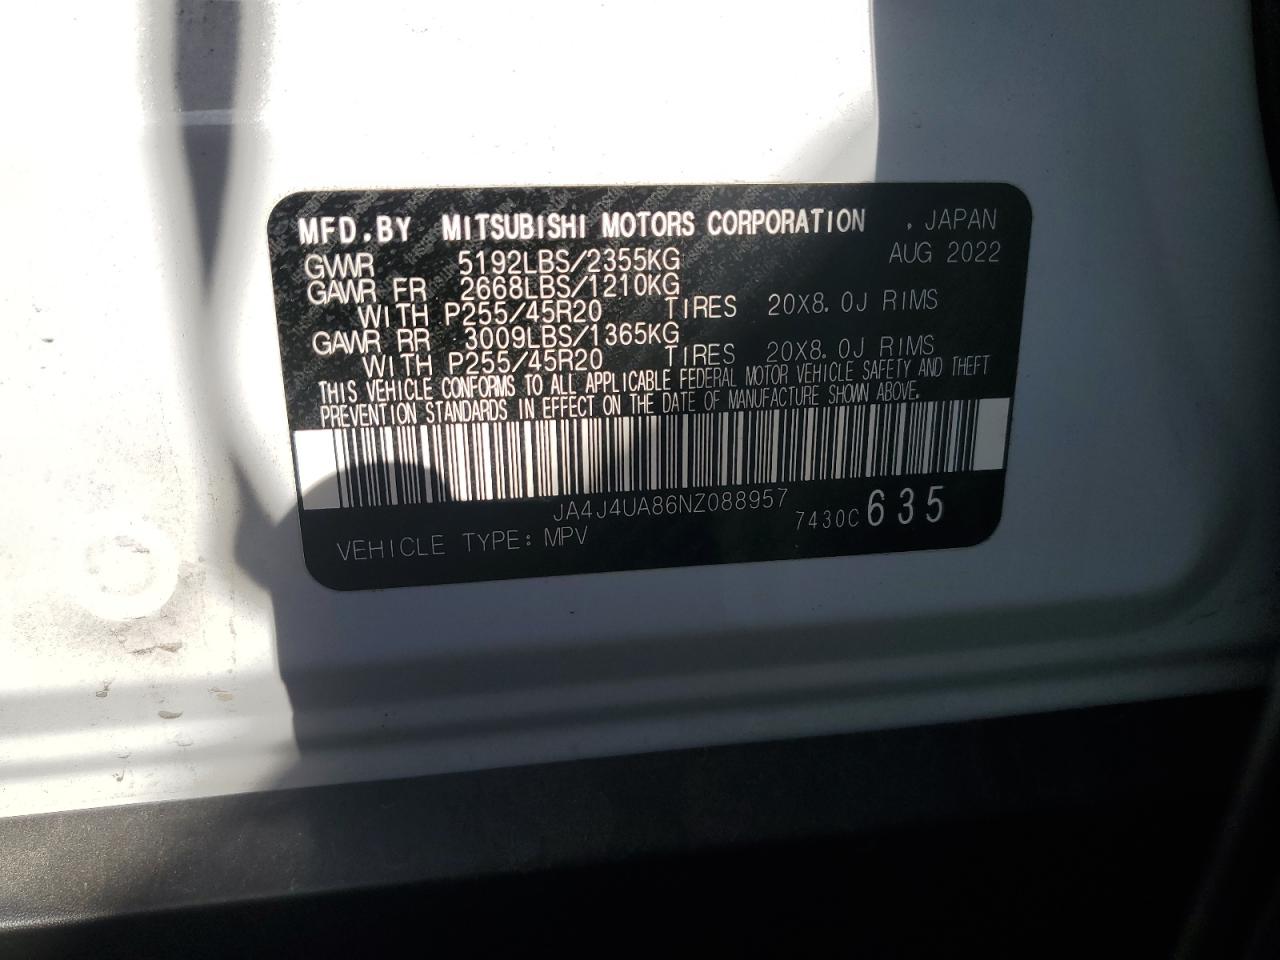 MFD.BY MITSUBISHI MOTORS CORPORATION , JAPAN
GVWR 5192LBS/2355KG AUG 2022
GAWR FR 2668LBS/1210KG
WITH P255/45R20 TIRES 20X8.0J RIMS
GAWR RR 3009LBS/1365KG
WITH P255/45R20 TIRES 20X8.0J RIMS
THIS VEHICLE CONFORMS TO ALL APPLICABLE FEDERAL MOTOR VEHICLE SAFETY AND THEFT
PREVENTION STANDARDS IN EFFECT ON THE DATE OF MANUFACTURE SHOWN ABOVE.
JA4J4UA86NZ088957
7430C 635
VEHICLE TYPE: MPV